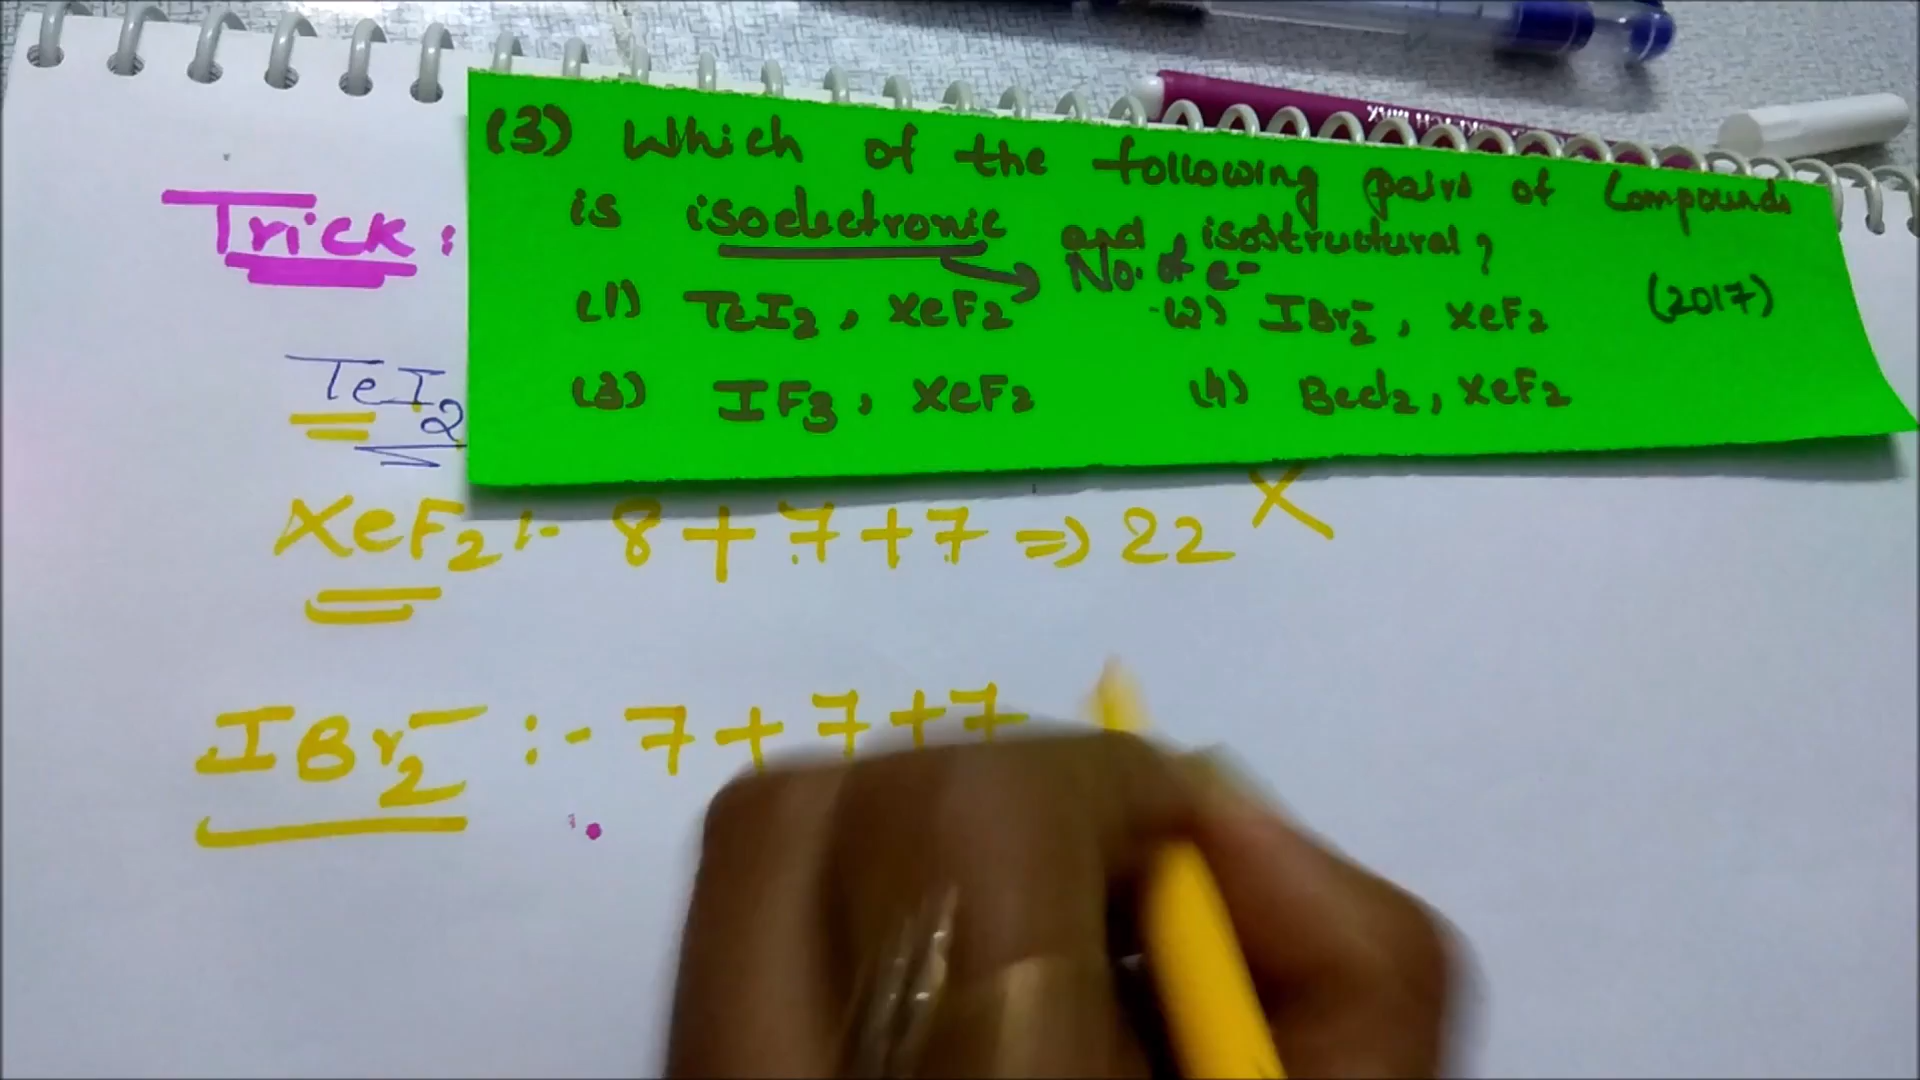 (3) Which of the following pairs of Compounds
is isoelectronic and isostructural?
No. of e-
(1) TeI2, XeF2 (2) IBr2-, XeF2 (2017)
(3) IF3, XeF2 (4) Becl2, XeF2
Trick:
TeI2
XeF2 :- 8+7+7 => 22 X
IBr2- :- 7+7+7